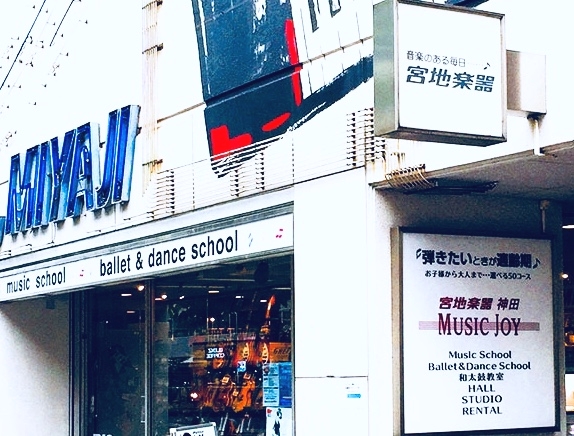 音楽のある毎日 ♪
宮地楽器
MIYAJI
music school ballet & dance school
『弾きたいときが適齢期♪
お子様から大人まで…選べる50コース
宮地楽器 神田
MUSIC JOY
Music School
Ballet&Dance School
和太鼓教室
HALL
STUDIO
RENTAL
MUSIC JOY